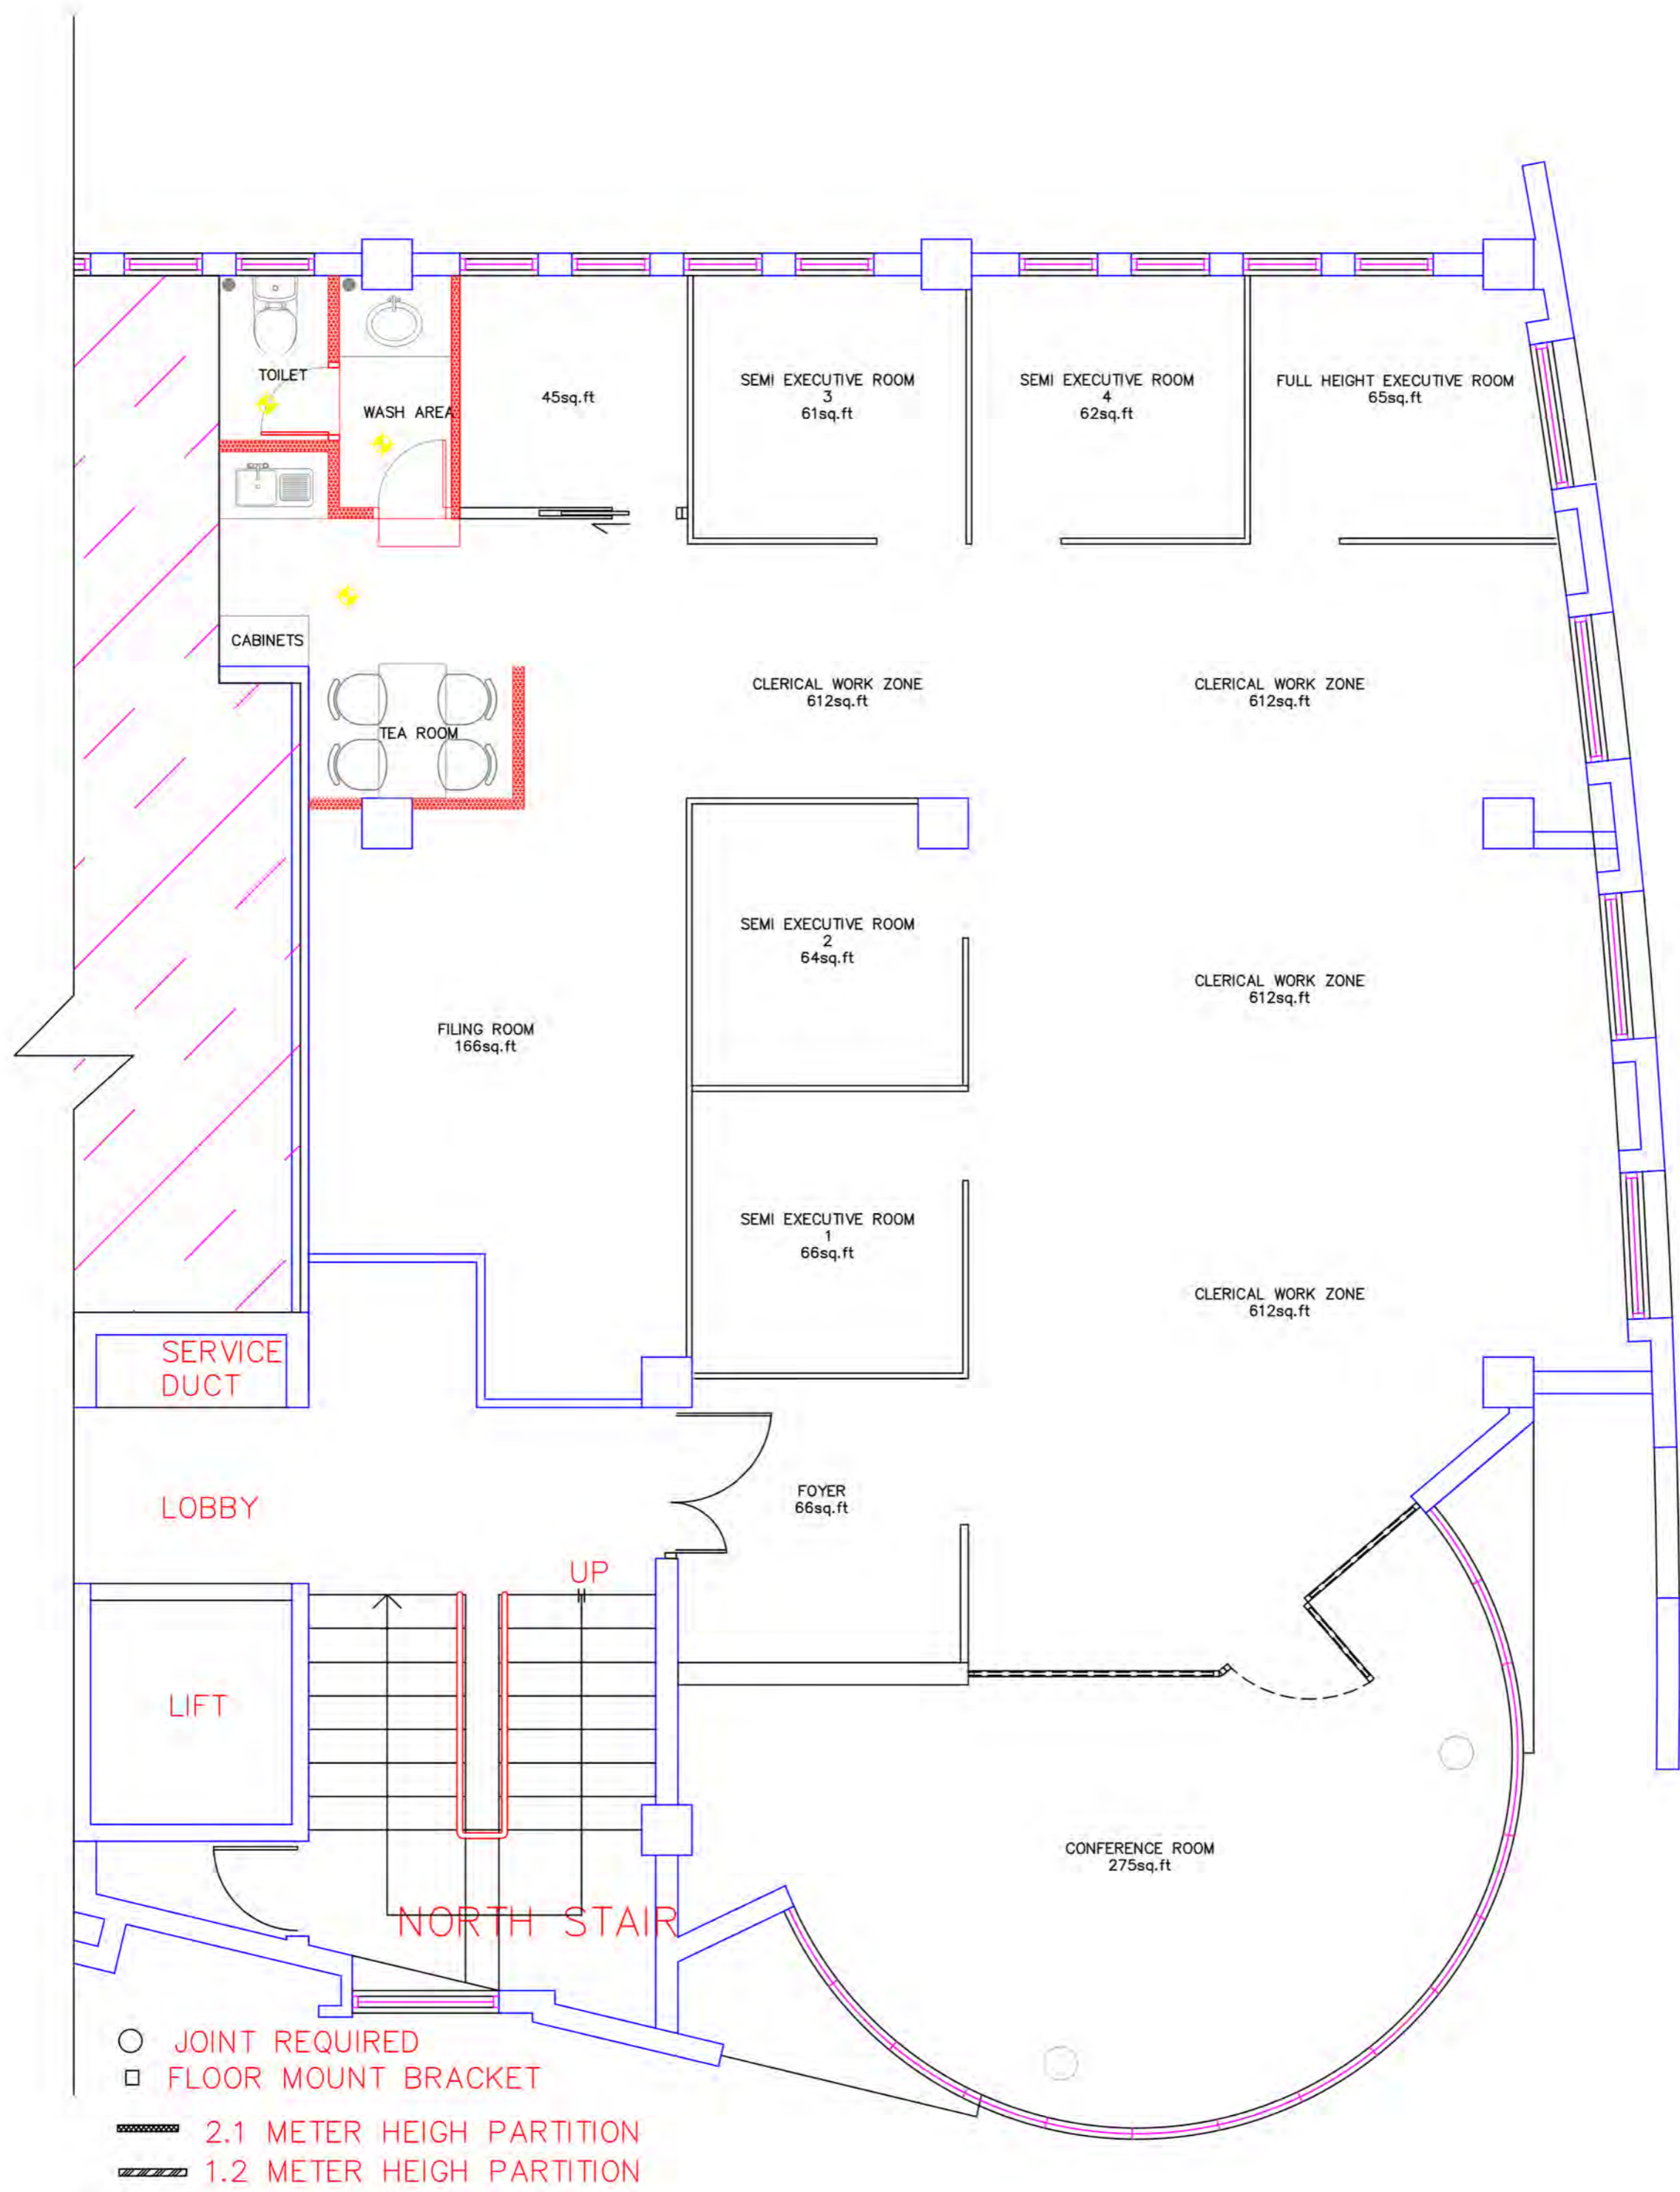 TOILET
WASH AREA
45sq.ft
SEMI EXECUTIVE ROOM
3
61sq.ft
SEMI EXECUTIVE ROOM
4
62sq.ft
FULL HEIGHT EXECUTIVE ROOM
65sq.ft
CABINETS
TEA ROOM
CLERICAL WORK ZONE
612sq.ft
CLERICAL WORK ZONE
612sq.ft
SEMI EXECUTIVE ROOM
2
64sq.ft
CLERICAL WORK ZONE
612sq.ft
FILING ROOM
166sq.ft
SEMI EXECUTIVE ROOM
1
66sq.ft
CLERICAL WORK ZONE
612sq.ft
SERVICE
DUCT
LOBBY
FOYER
66sq.ft
UP
LIFT
CONFERENCE ROOM
275sq.ft
NORTH STAIR
JOINT REQUIRED
FLOOR MOUNT BRACKET
2.1 METER HEIGH PARTITION
1.2 METER HEIGH PARTITION